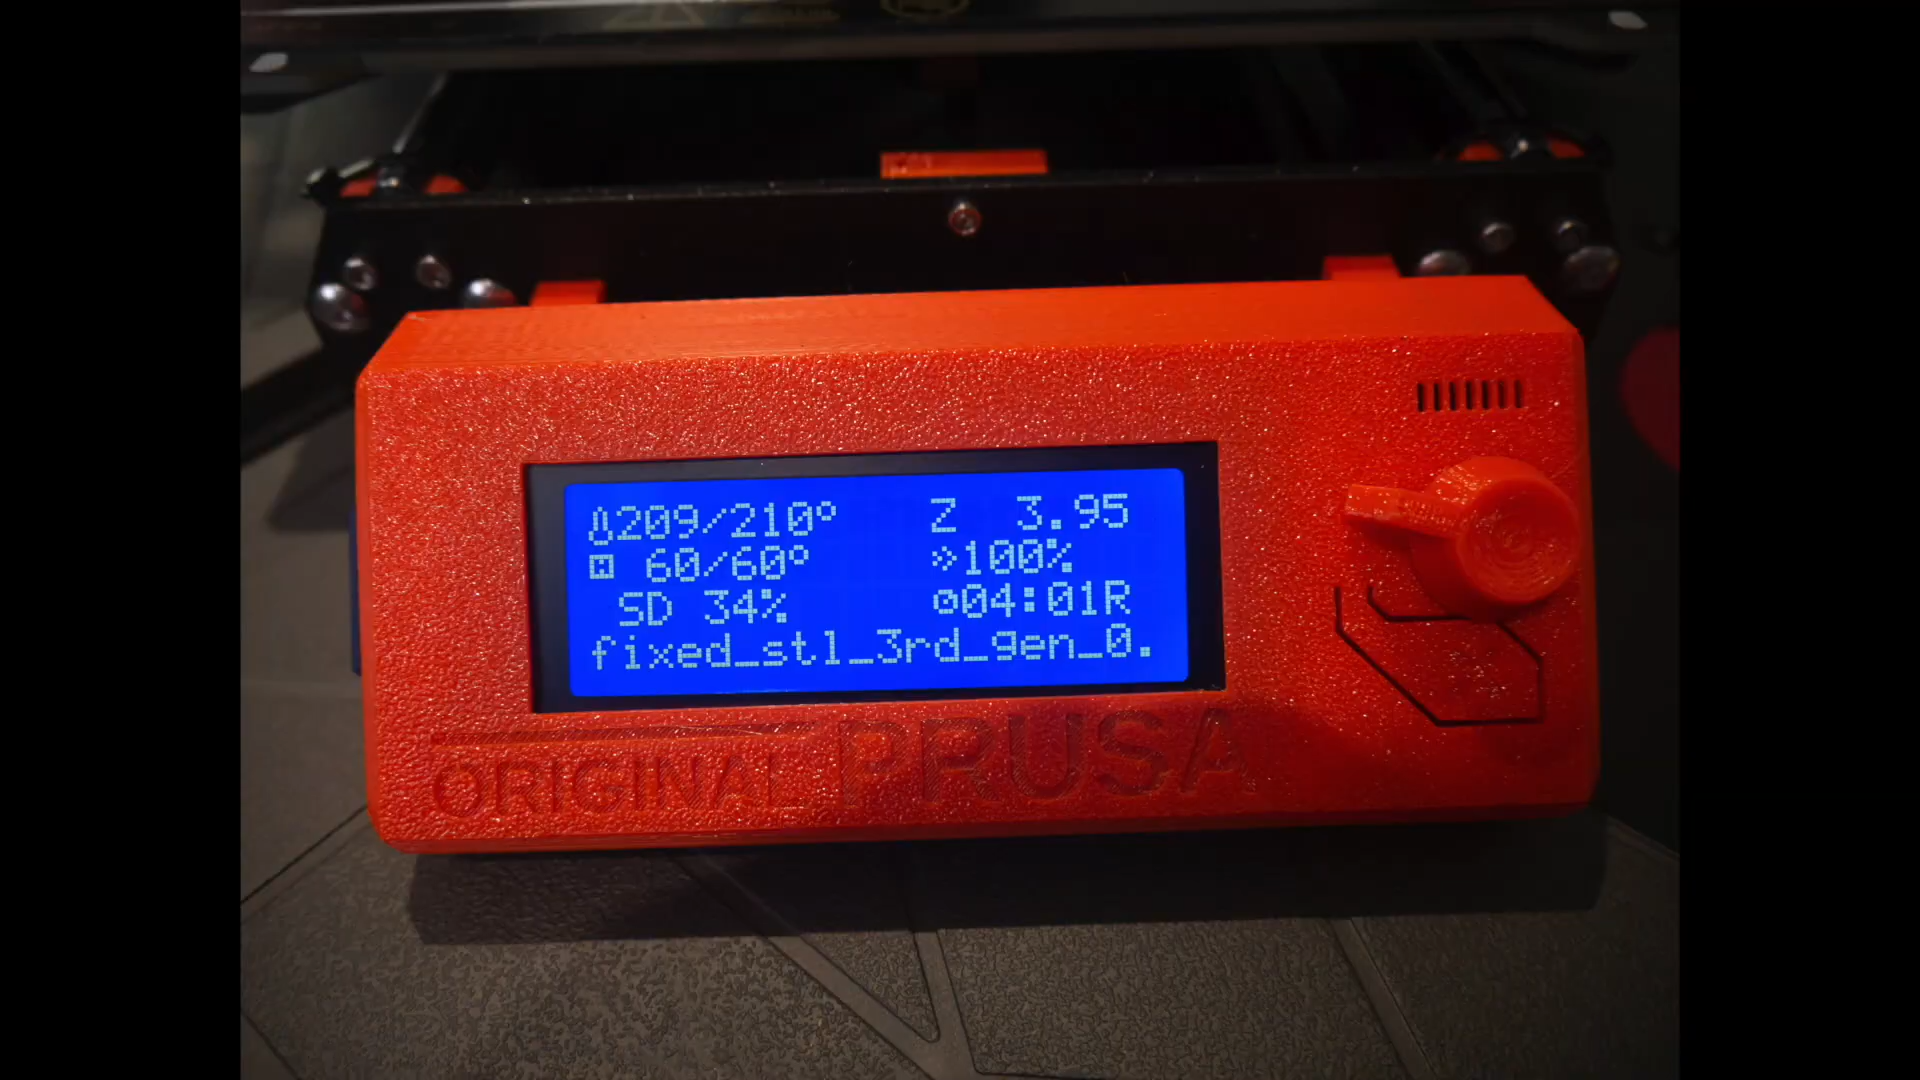 209/210°	Z 3.95
60/60°	100%
SD 34%	04:01R
fixed_stl_3rd_gen_0.
ORIGINAL PRUSA